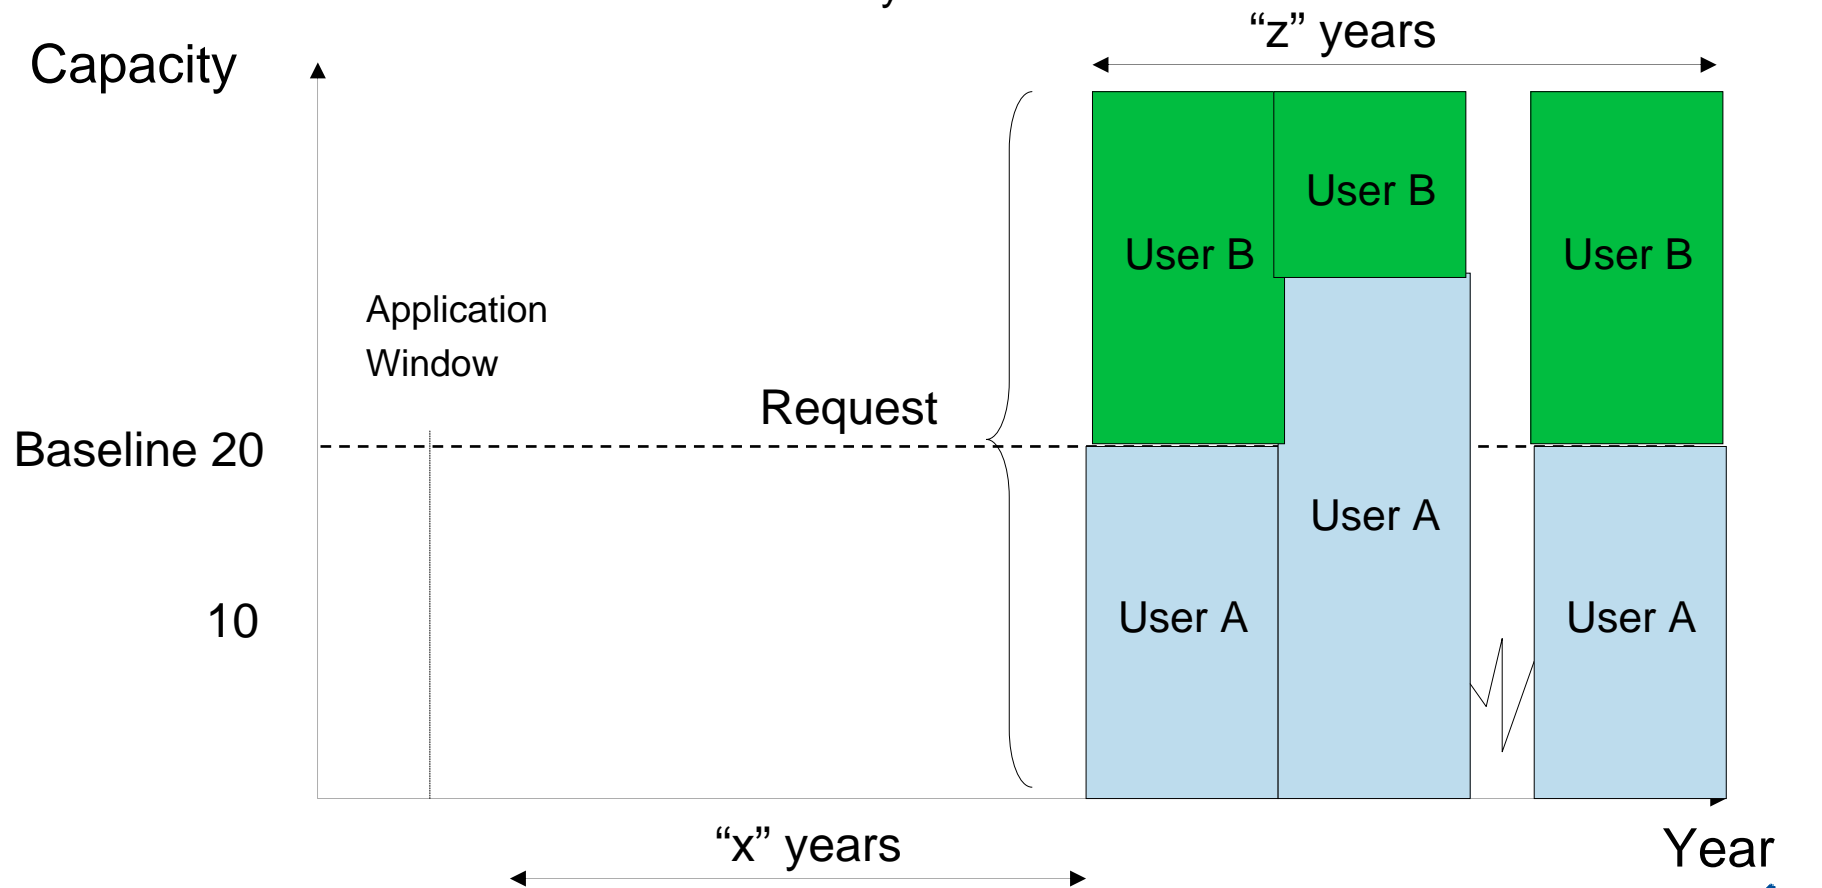 “z” years
Capacity
User B
User B
User B
Application
Window
Request
Baseline 20
User A
10
User A
User A
“x” years
Year